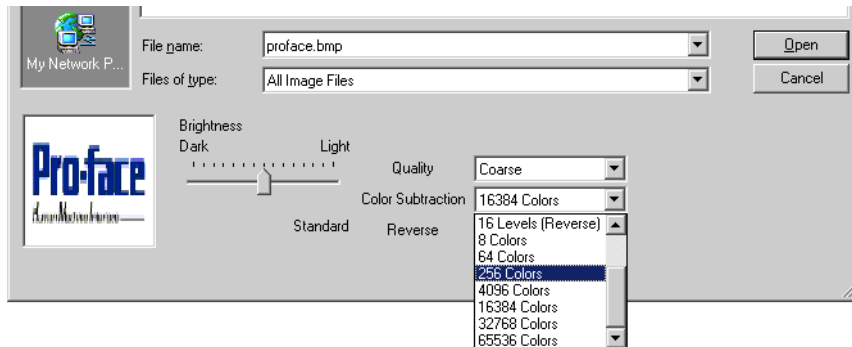 My Network P...
File name: proface.bmp Open
Files of type: All Image Files Cancel
Brightness
Dark Light
Quality Coarse
Color Subtraction 16384 Colors
Standard Reverse
16 Levels (Reverse)
8 Colors
64 Colors
256 Colors
4096 Colors
16384 Colors
32768 Colors
65536 Colors
Pro-face